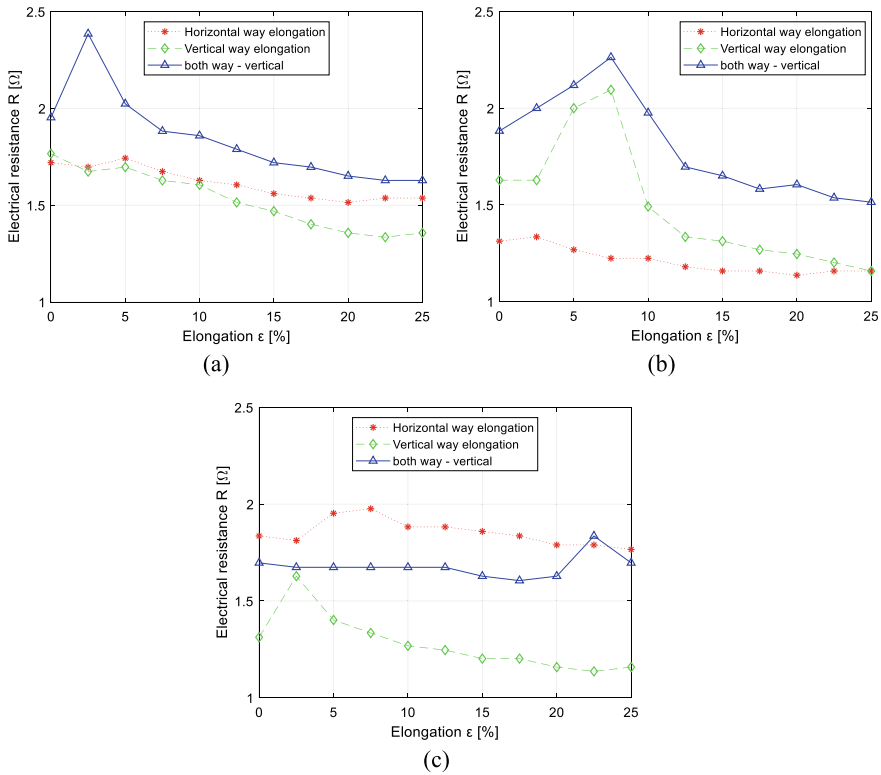 2.5
2
1.5
1
Electrical resistance R [Ω]
Horizontal way elongation
Vertical way elongation
both way - vertical
0 5 10 15 20 25
Elongation ε [%]
(a)
2.5
2
1.5
1
Electrical resistance R [Ω]
Horizontal way elongation
Vertical way elongation
both way - vertical
0 5 10 15 20 25
Elongation ε [%]
(b)
2.5
2
1.5
1
Electrical resistance R [Ω]
Horizontal way elongation
Vertical way elongation
both way - vertical
0 5 10 15 20 25
Elongation ε [%]
(c)